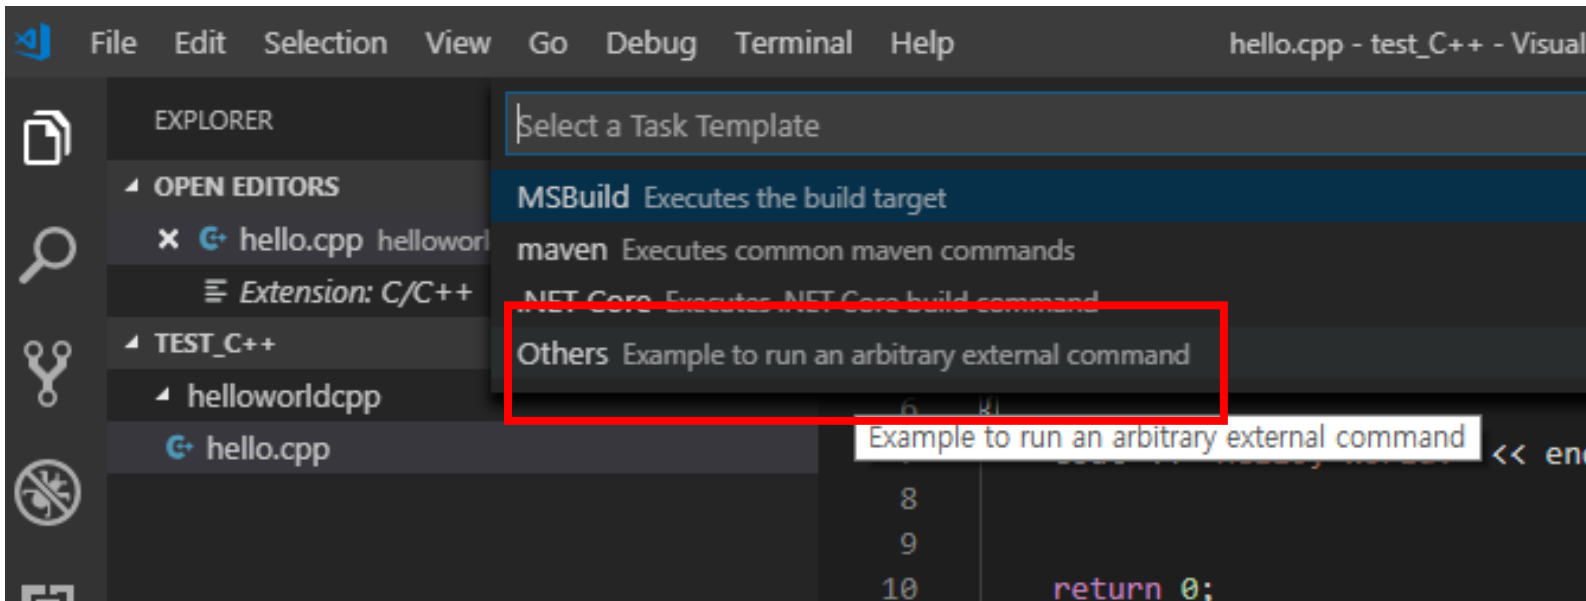 File Edit Selection View Go Debug Terminal Help hello.cpp - test_C++ - Visual
EXPLORER
Select a Task Template
OPEN EDITORS
MSBuild Executes the build target
hello.cpp helloworl
maven Executes common maven commands
Extension: C/C++
.NET Core Executes .NET Core build command
TEST_C++
Others Example to run an arbitrary external command
helloworldcpp
6 {
Example to run an arbitrary external command
hello.cpp
<< end
8
9
10 return 0;